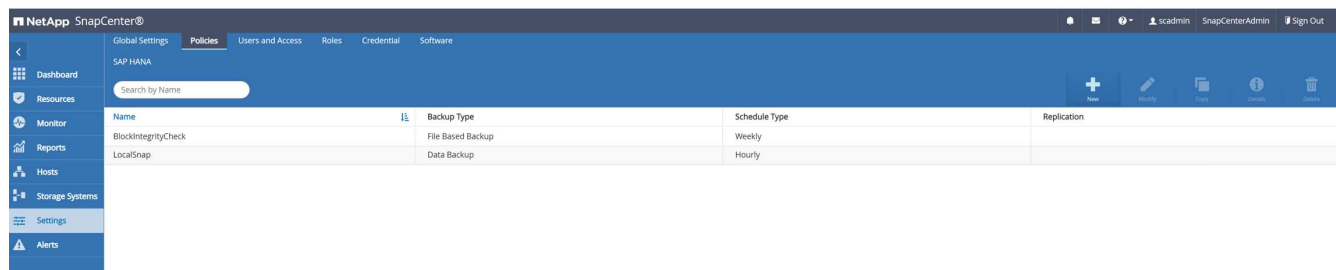 NetApp SnapCenter® scadmin SnapCenterAdmin Sign Out
Global Settings Policies Users and Access Roles Credential Software
SAP HANA
Dashboard
Search by Name
Resources
New Modify Copy Details Delete
Monitor
Name Backup Type Schedule Type Replication
BlockIntegrityCheck File Based Backup Weekly
Reports
LocalSnap Data Backup Hourly
Hosts
Storage Systems
Settings
Alerts